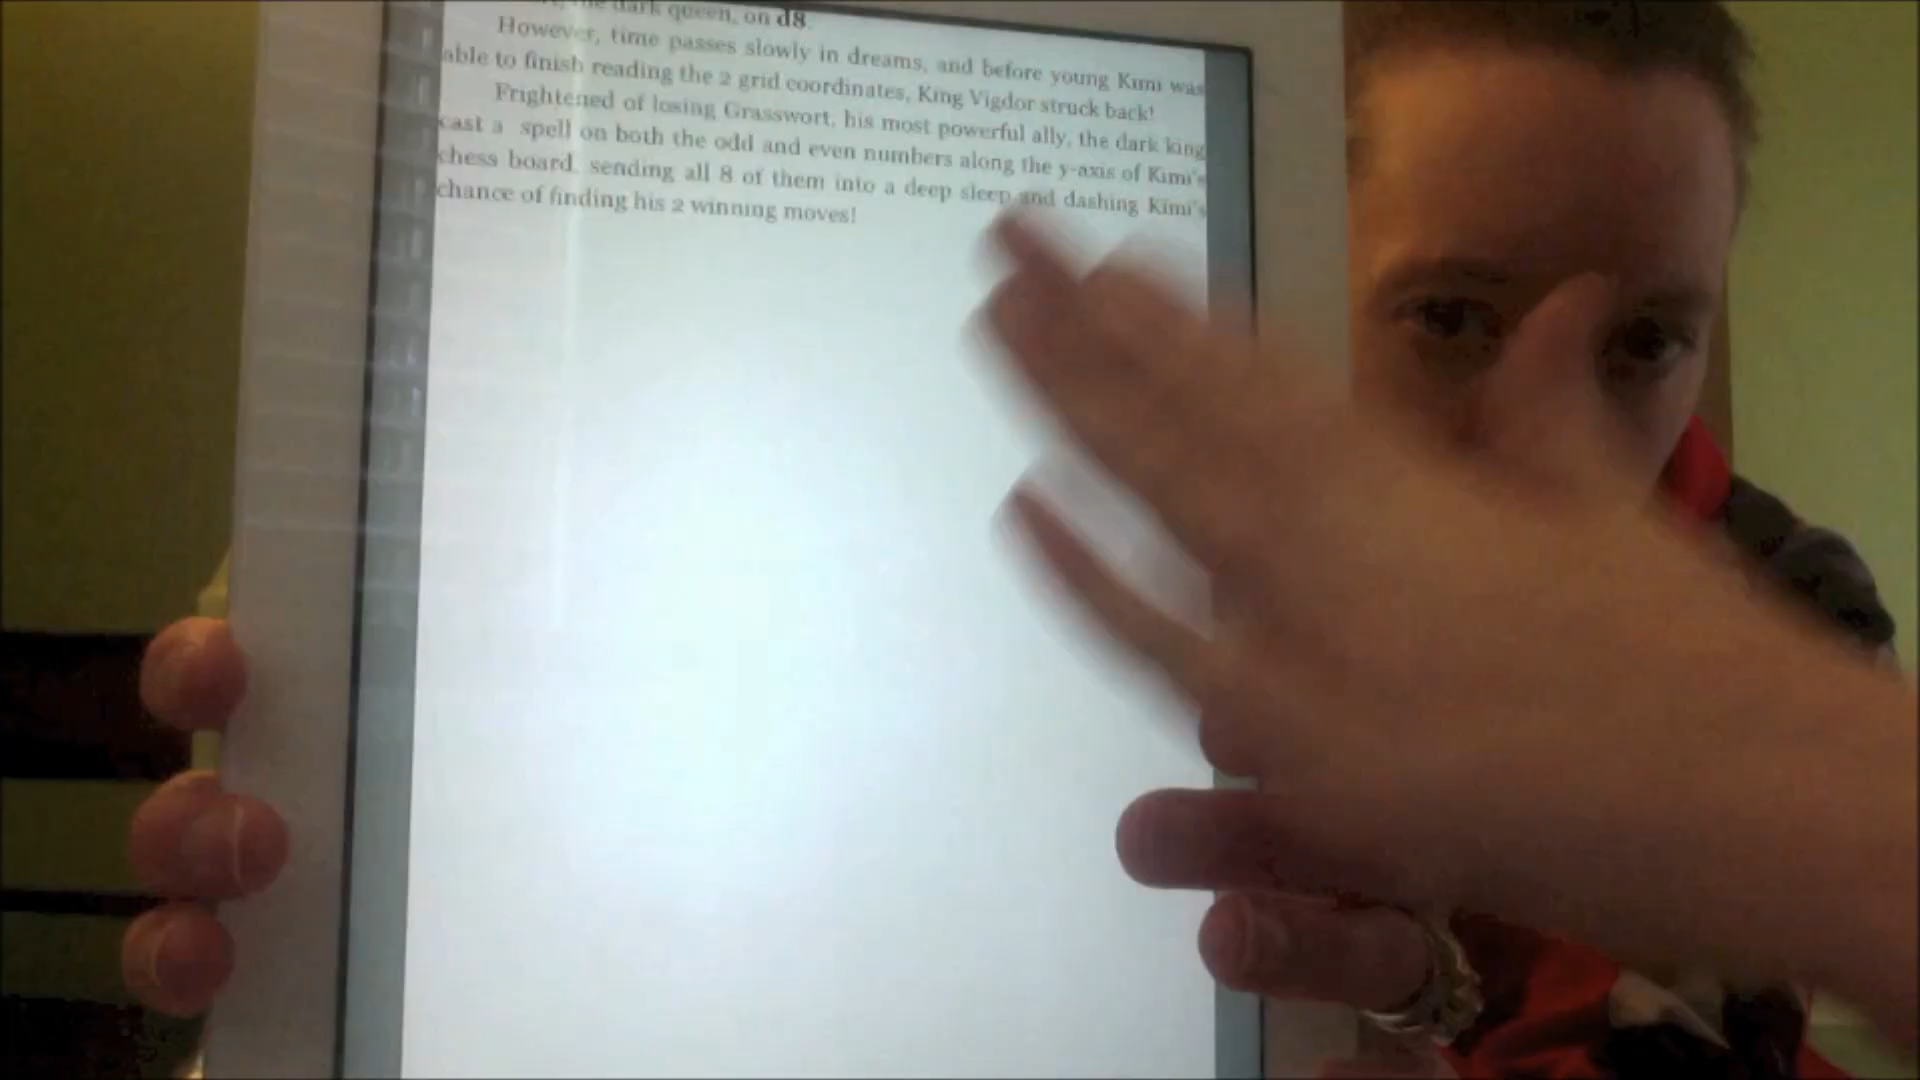 the dark queen, on d8.
However, time passes slowly in dreams, and before young Kimi was
able to finish reading the 2 grid coordinates, King Vigdor struck back!
Frightened of losing Grasswort, his most powerful ally, the dark king
cast a spell on both the odd and even numbers along the y-axis of Kimi's
chess board, sending all 8 of them into a deep sleep and dashing Kimi's
chance of finding his 2 winning moves!